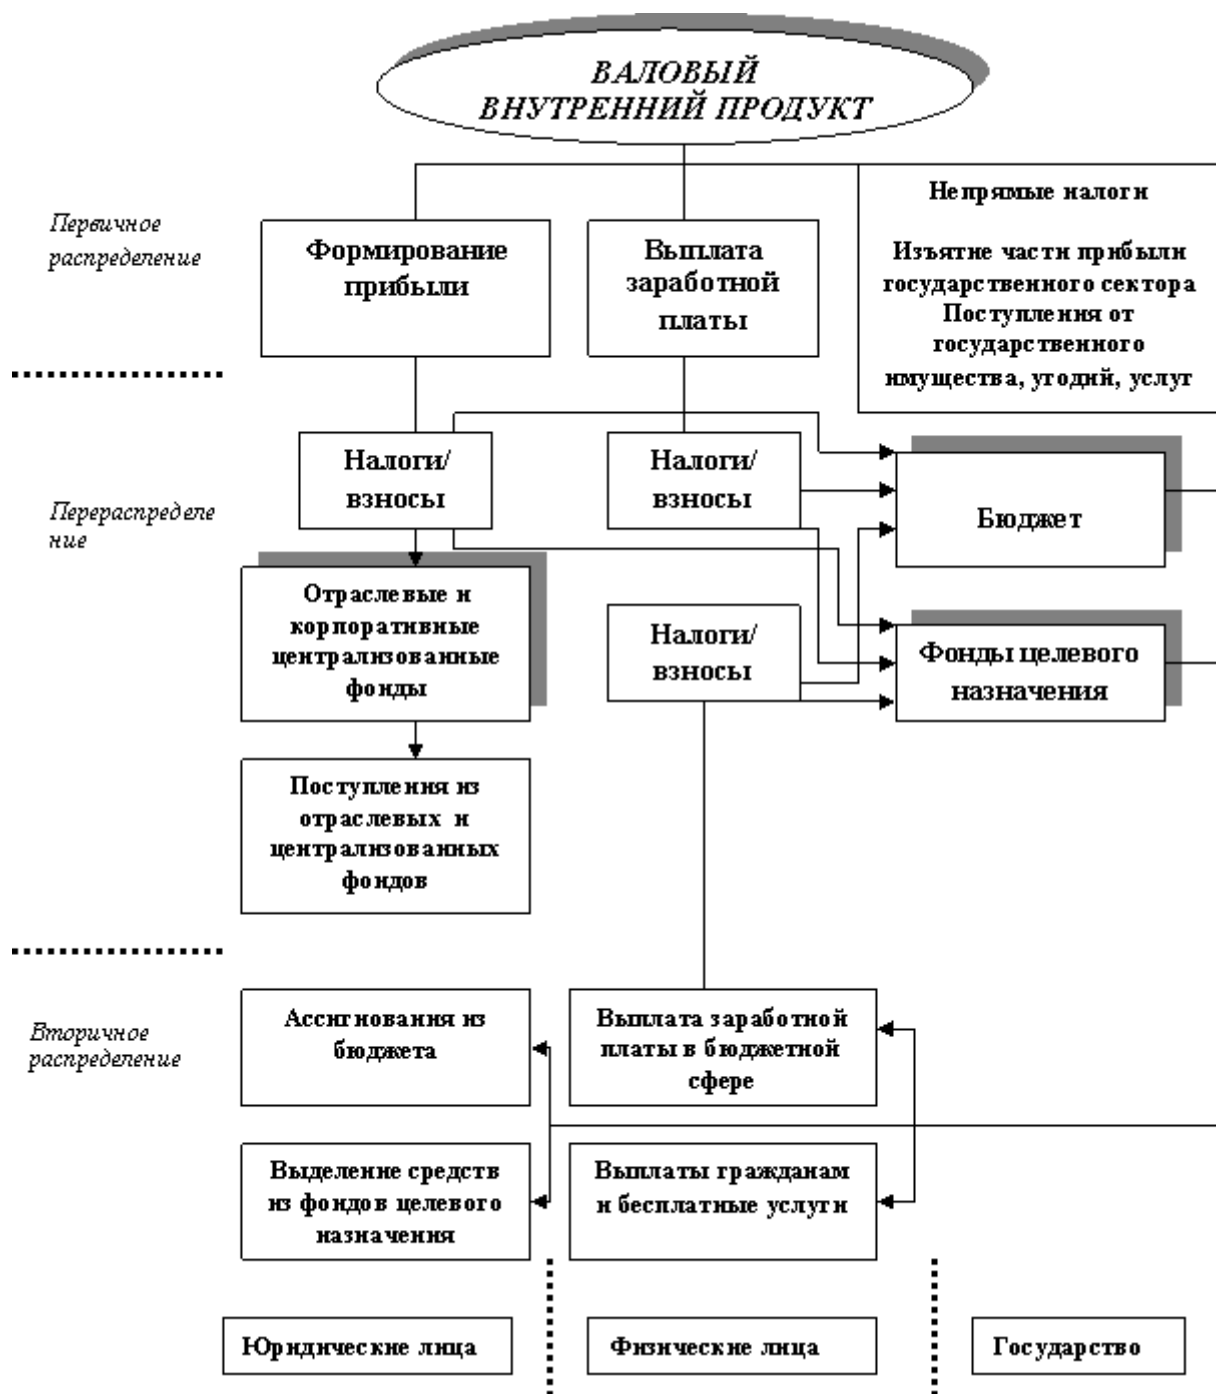 ВАЛОВЫЙ
ВНУТРЕННИЙ ПРОДУКТ
Первичное
распределение
Формирование
прибыли
Выплата
заработной
платы
Непрямые налоги
Изъятие части прибыли
государственного сектора
Поступления от
государственного
имущества, угодий, услуг
Перераспределе
ние
Налоги/
взносы
Налоги/
взносы
Бюджет
Отраслевые и
корпоративные
централизованные
фонды
Налоги/
взносы
Фонды целевого
назначения
Поступления из
отраслевых и
централизованных
фондов
Вторичное
распределение
Ассигнования из
бюджета
Выплата заработной
платы в бюджетной
сфере
Выделение средств
из фондов целевого
назначения
Выплаты гражданам
и бесплатные услуги
Юридические лица
Физические лица
Государство